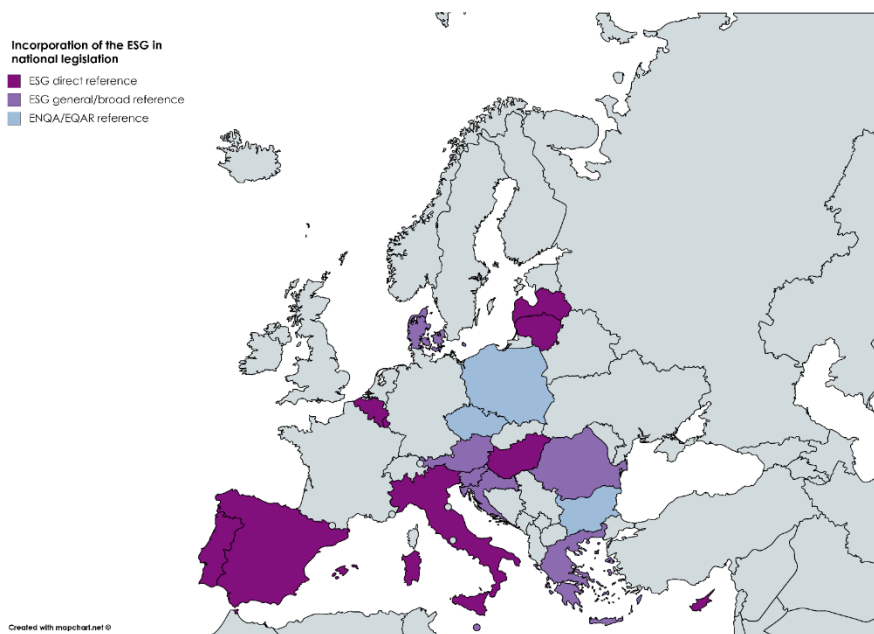 Incorporation of the ESG in
national legislation
ESG direct reference
ESG general/broad reference
ENQA/EQAR reference
Created with mapchart.net ©